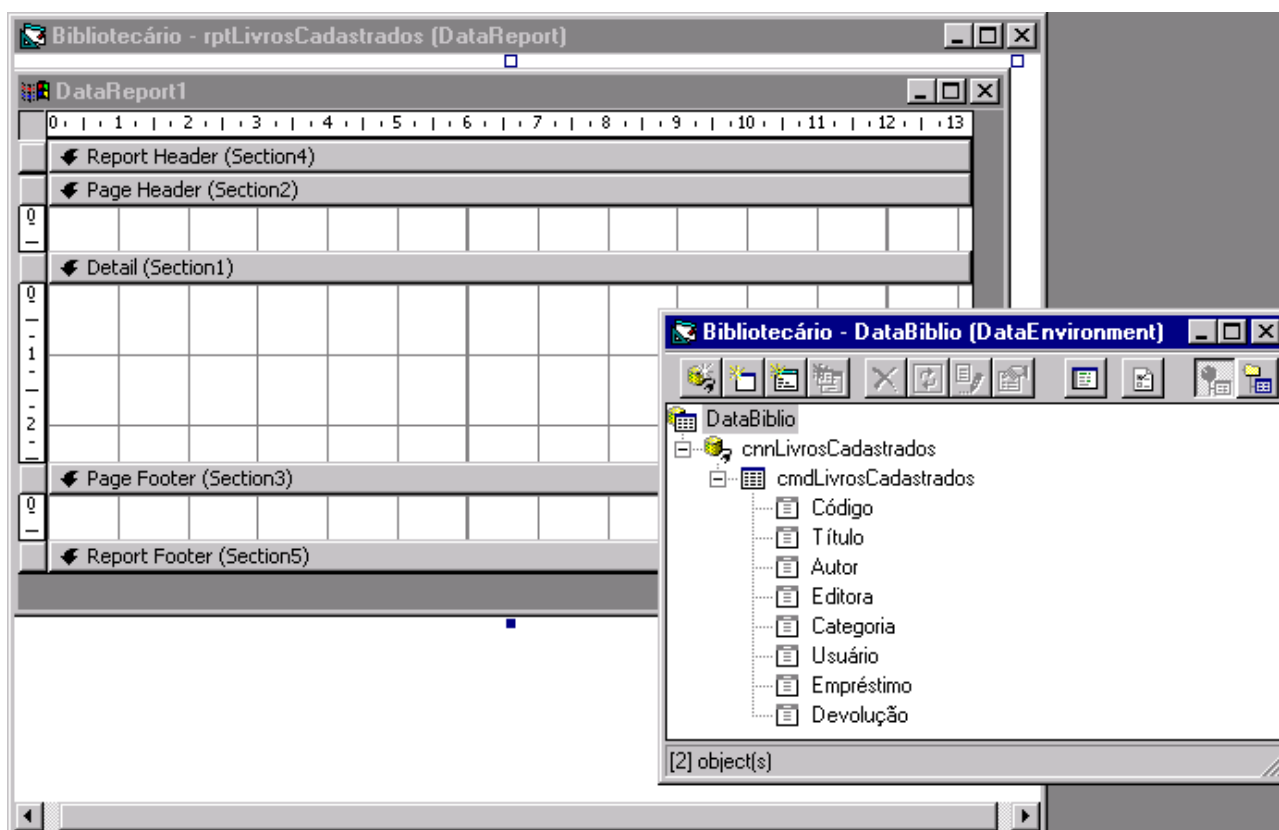 Bibliotecário - rptLivrosCadastrados (DataReport)
DataReport1
0 1 2 3 4 5 6 7 8 9 10 11 12 13
Report Header (Section4)
Page Header (Section2)
0
Detail (Section1)
0
1
2
Page Footer (Section3)
0
Report Footer (Section5)
Bibliotecário - DataBiblio (DataEnvironment)
DataBiblio
cnnLivrosCadastrados
cmdLivrosCadastrados
Código
Título
Autor
Editora
Categoria
Usuário
Empréstimo
Devolução
[2] object(s)